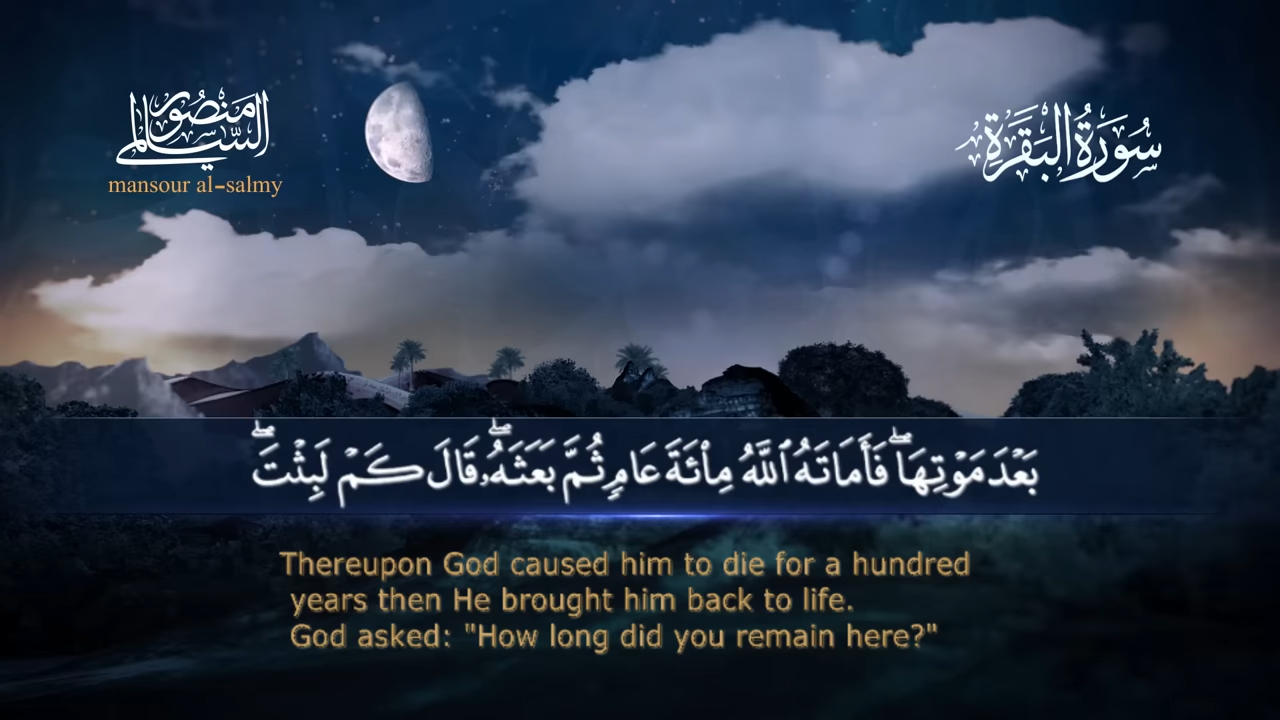 منصور
السالمي
mansour al-salmy
سُورَةُ البَقَرَةِ
بَعْدَ مَوْتِهَا ۖ فَأَمَاتَهُ ٱللَّهُ مِا۟ئَةَ عَامٍ ثُمَّ بَعَثَهُۥ ۖ قَالَ كَمْ لَبِثْتَ ۖ
Thereupon God caused him to die for a hundred
years then He brought him back to life.
God asked: "How long did you remain here?"